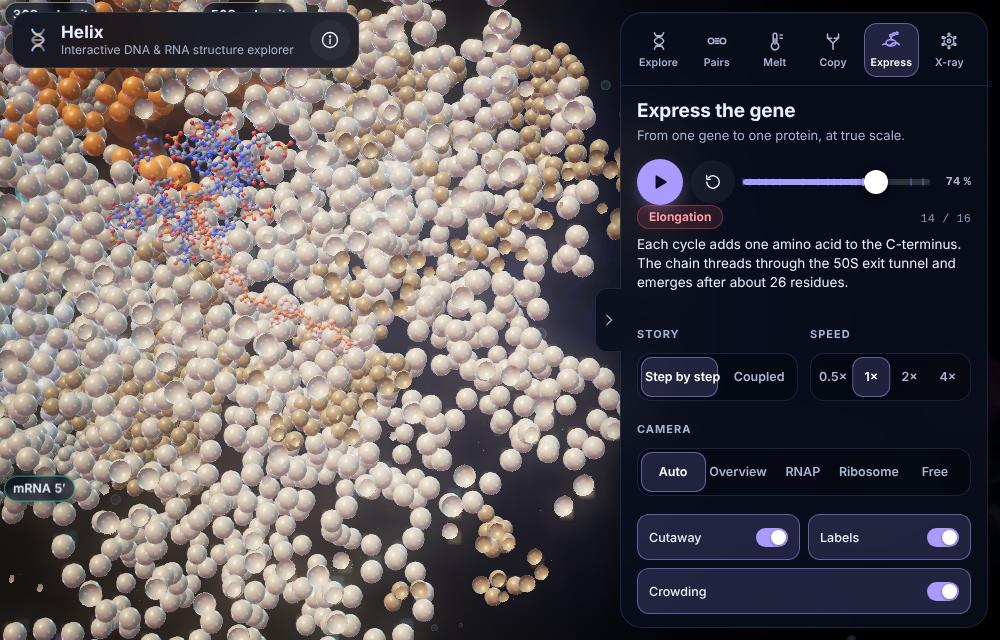 Helix
Interactive DNA & RNA structure explorer
mRNA 5′
Explore
Pairs
Melt
Copy
Express
X-ray
Express the gene
From one gene to one protein, at true scale.
74 %
Elongation
14 / 16
Each cycle adds one amino acid to the C-terminus.
The chain threads through the 50S exit tunnel and
emerges after about 26 residues.
STORY
SPEED
Step by step
Coupled
0.5×
1×
2×
4×
CAMERA
Auto
Overview
RNAP
Ribosome
Free
Cutaway
Labels
Crowding